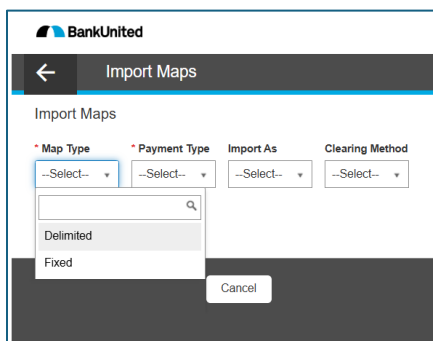 BankUnited
Import Maps
Import Maps
* Map Type * Payment Type Import As Clearing Method
--Select-- --Select-- --Select-- --Select--
Delimited
Fixed
Cancel